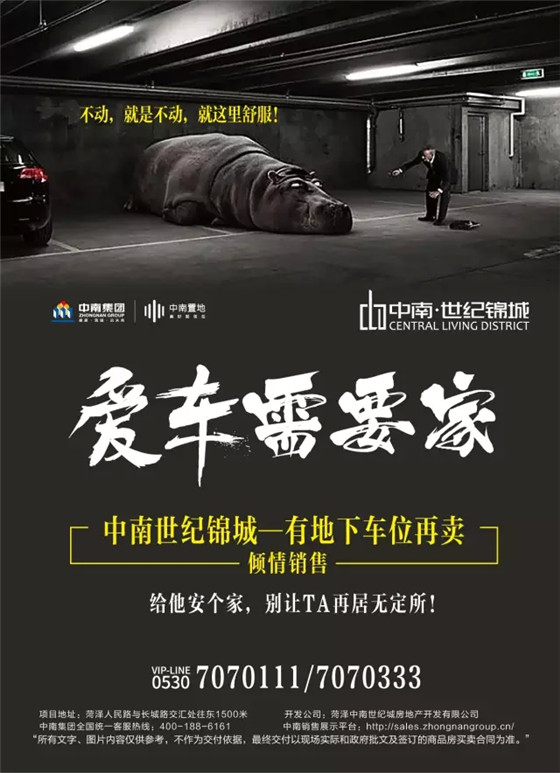 不动，就是不动，就这里舒服！
中南集团
ZHONGNAN GROUP
中南置地
中南·世纪锦城
CENTRAL LIVING DISTRICT
爱车需要家
中南世纪锦城—有地下车位再卖
倾情销售
给他安个家，别让TA再居无定所！
VIP-LINE
0530 7070111/7070333
项目地址：菏泽人民路与长城路交汇处往东1500米
开发公司：菏泽中南世纪城房地产开发有限公司
中南集团全国统一客服热线：400-188-6161
中南销售展示平台：http://sales.zhongnangroup.cn/
“所有文字、图片内容仅供参考，不作为交付依据，最终交付以现场实际和政府批文及签订的商品房买卖合同为准。”